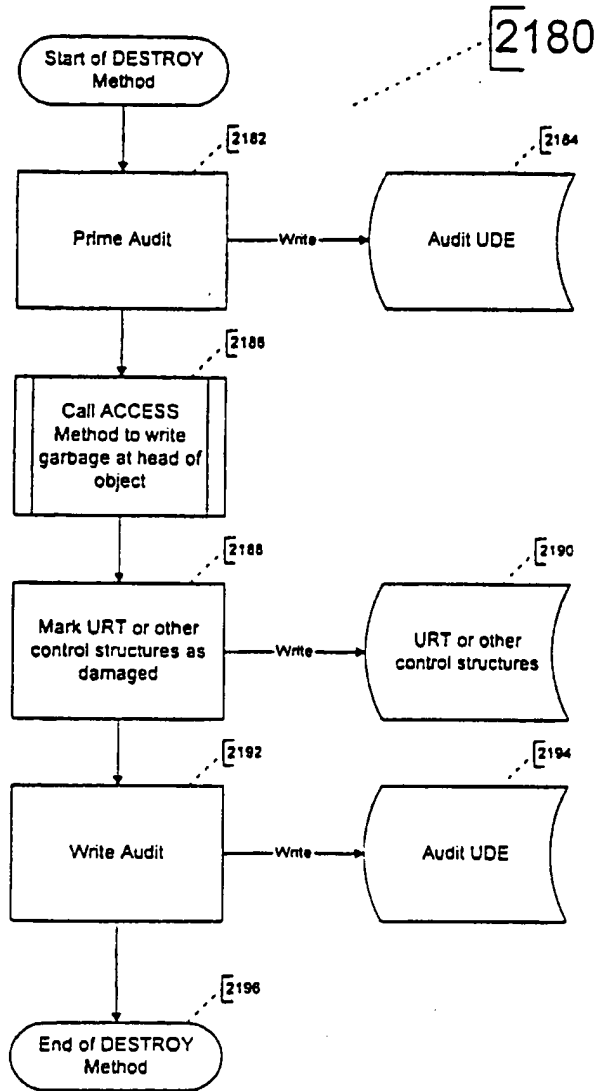 2180
Start of DESTROY
Method
2182
2184
Prime Audit
Write
Audit UDE
2186
Call ACCESS
Method to write
garbage at head of
object
2188
2190
Mark URT or other
control structures as
damaged
Write
URT or other
control structures
2192
2194
Write Audit
Write
Audit UDE
2196
End of DESTROY
Method